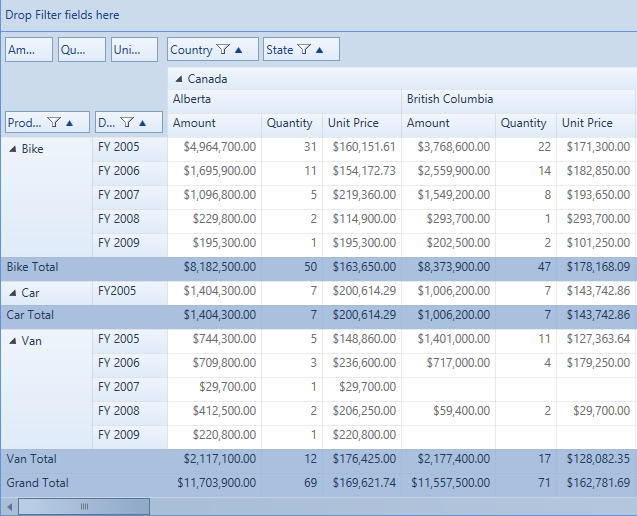 Drop Filter fields here
Am... Qu... Uni... Country State
Canada
Alberta British Columbia
Prod... D... Amount Quantity Unit Price Amount Quantity Unit Price
Bike FY 2005 $4,964,700.00 31 $160,151.61 $3,768,600.00 22 $171,300.00
FY 2006 $1,695,900.00 11 $154,172.73 $2,559,900.00 14 $182,850.00
FY 2007 $1,096,800.00 5 $219,360.00 $1,549,200.00 8 $193,650.00
FY 2008 $229,800.00 2 $114,900.00 $293,700.00 1 $293,700.00
FY 2009 $195,300.00 1 $195,300.00 $202,500.00 2 $101,250.00
Bike Total $8,182,500.00 50 $163,650.00 $8,373,900.00 47 $178,168.09
Car FY2005 $1,404,300.00 7 $200,614.29 $1,006,200.00 7 $143,742.86
Car Total $1,404,300.00 7 $200,614.29 $1,006,200.00 7 $143,742.86
Van FY 2005 $744,300.00 5 $148,860.00 $1,401,000.00 11 $127,363.64
FY 2006 $709,800.00 3 $236,600.00 $717,000.00 4 $179,250.00
FY 2007 $29,700.00 1 $29,700.00
FY 2008 $412,500.00 2 $206,250.00 $59,400.00 2 $29,700.00
FY 2009 $220,800.00 1 $220,800.00
Van Total $2,117,100.00 12 $176,425.00 $2,177,400.00 17 $128,082.35
Grand Total $11,703,900.00 69 $169,621.74 $11,557,500.00 71 $162,781.69